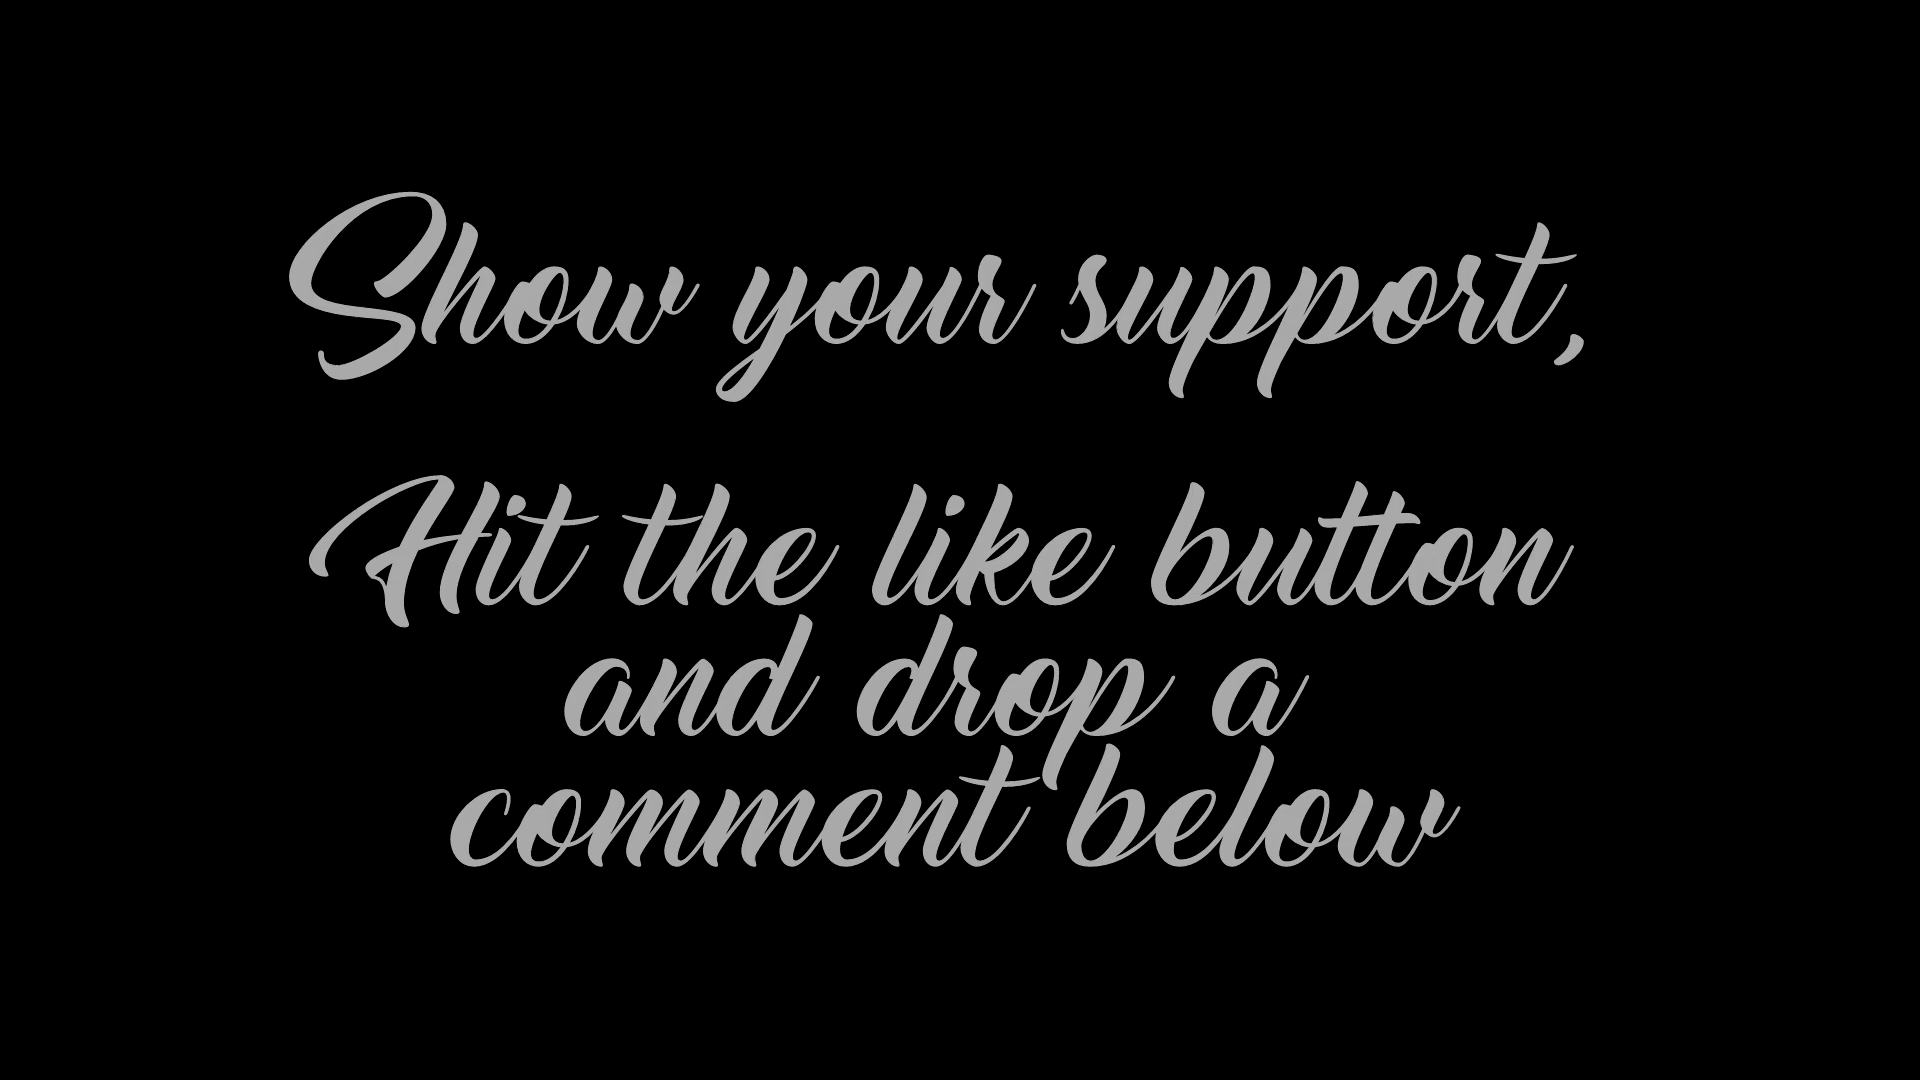 Show your support,
Hit the like button
and drop a
comment below